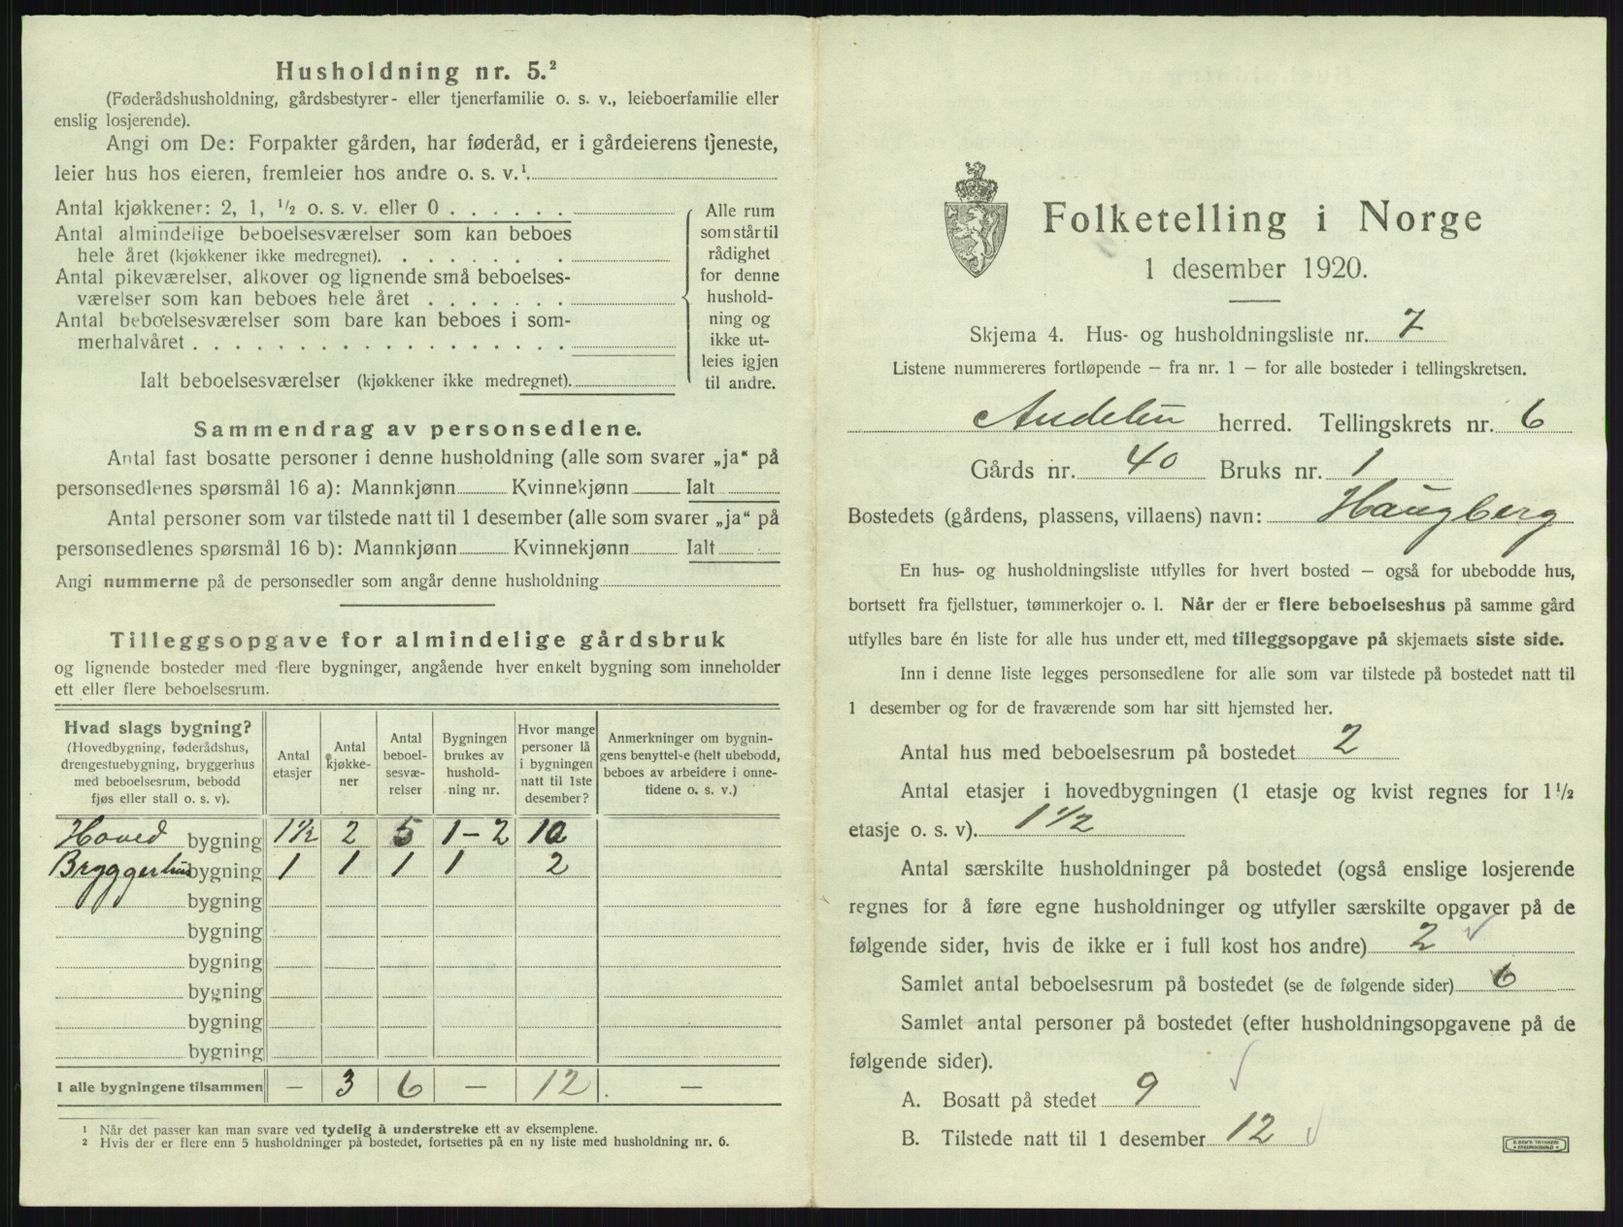 Husholdning nr. 5.²
(Føderådshusholdning, gårdsbestyrer- eller tjenerfamilie o. s. v., leieboerfamilie eller
enslig losjerende).
Angi om De: Forpakter gården, har føderåd, er i gårdeierens tjeneste,
leier hus hos eieren, fremleier hos andre o. s. v.¹
Antal kjøkkener: 2, 1, ½ o. s. v. eller 0
Antal almindelige beboelsesværelser som kan beboes
hele året (kjøkkener ikke medregnet).
Antal pikeværelser, alkover og lignende små beboelses-
værelser som kan beboes hele året
Antal beboelsesværelser som bare kan beboes i som-
merhalvåret
Ialt beboelsesværelser (kjøkkener ikke medregnet).
Alle rum
som står til
rådighet
for denne
hushold-
ning og
ikke ut-
leies igjen
til andre.
Sammendrag av personsedlene.
Antal fast bosatte personer i denne husholdning (alle som svarer „ja“ på
personsedlenes spørsmål 16 a): Mannkjønn Kvinnekjønn Ialt
Antal personer som var tilstede natt til 1 desember (alle som svarer „ja“ på
personsedlenes spørsmål 16 b): Mannkjønn Kvinnekjønn Ialt
Angi nummerne på de personsedler som angår denne husholdning
Tilleggsopgave for almindelige gårdsbruk
og lignende bosteder med flere bygninger, angående hver enkelt bygning som inneholder
ett eller flere beboelsesrum.
Hvad slags bygning?
(Hovedbygning, føderådshus,
drengestuebygning, bryggerhus
med beboelsesrum, bebodd
fjøs eller stall o. s. v).
Antal
etasjer
Antal
kjøkke-
ner
Antal
beboel-
sesvæ-
relser
Bygningen
brukes av
hushold-
ning nr.
Hvor mange
personer lå
i bygningen
natt til 1ste
desember?
Anmerkninger om bygnin-
gens benyttelse (helt ubebodd,
beboes av arbeidere i onne-
tidene o. s. v.)
Hoved bygning 1½ 2 5 1-2 10
Bryggerhus bygning 1 1 1 1 2
bygning
bygning
bygning
bygning
bygning
bygning
I alle bygningene tilsammen — 3 6 — 12 —
¹ Når det passer kan man svare ved tydelig å understreke ett av eksemplene.
² Hvis der er flere enn 5 husholdninger på bostedet, fortsettes på en ny liste med husholdning nr. 6.
Folketelling i Norge
1 desember 1920.
Skjema 4. Hus- og husholdningsliste nr. 7
Listene nummereres fortløpende — fra nr. 1 — for alle bosteder i tellingskretsen.
Andebu herred. Tellingskrets nr. 6
Gårds nr. 40 Bruks nr. 1
Bostedets (gårdens, plassens, villaens) navn: Haugberg
En hus- og husholdningsliste utfylles for hvert bosted — også for ubebodde hus,
bortsett fra fjellstuer, tømmerkojer o. l. Når der er flere beboelseshus på samme gård
utfylles bare én liste for alle hus under ett, med tilleggsopgave på skjemaets siste side.
Inn i denne liste legges personsedlene for alle som var tilstede på bostedet natt til
1 desember og for de fraværende som har sitt hjemsted her.
Antal hus med beboelsesrum på bostedet 2
Antal etasjer i hovedbygningen (1 etasje og kvist regnes for 1½
etasje o. s. v). 1½
Antal særskilte husholdninger på bostedet (også enslige losjerende
regnes for å føre egne husholdninger og utfyller særskilte opgaver på de
følgende sider, hvis de ikke er i full kost hos andre) 2 ✓
Samlet antal beboelsesrum på bostedet (se de følgende sider) 6
Samlet antal personer på bostedet (efter husholdningsopgavene på de
følgende sider).
A. Bosatt på stedet 9 ✓
B. Tilstede natt til 1 desember 12 ✓